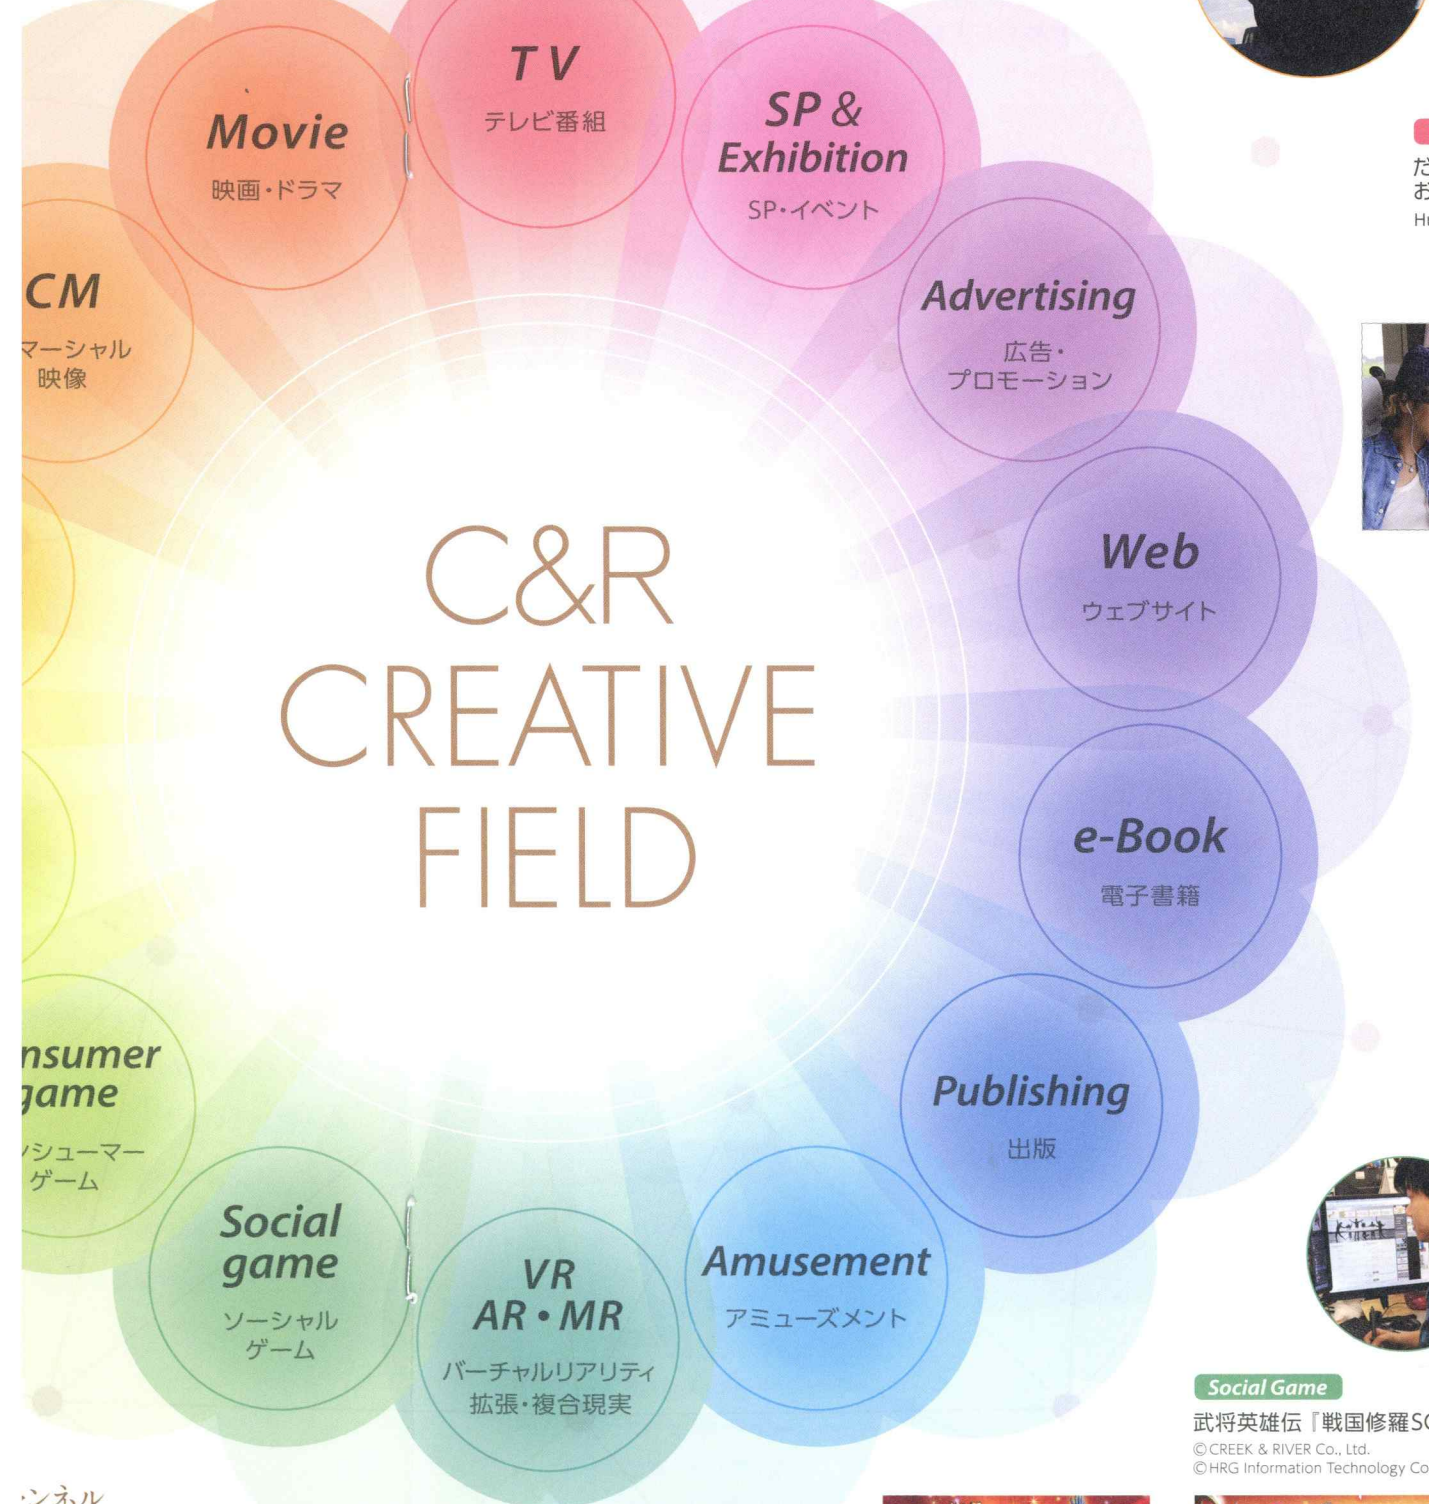 TV
テレビ番組
Movie
映画・ドラマ
SP &
Exhibition
SP・イベント
CM
マーシャル
映像
Advertising
広告・
プロモーション
Web
ウェブサイト
C&R
CREATIVE
FIELD
e-Book
電子書籍
nsumer
game
シューマー
ゲーム
Publishing
出版
Social
game
ソーシャル
ゲーム
VR
AR・MR
バーチャルリアリティ
拡張・複合現実
Amusement
アミューズメント
だ
お
Social Game
武将英雄伝『戦国修羅S
©CREEK & RIVER Co., Ltd.
©HRG Information Technology Co
ンネル